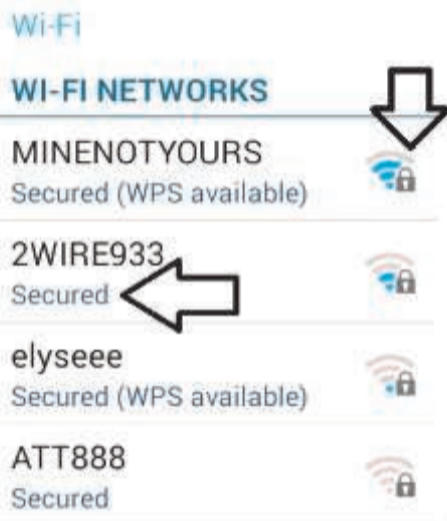 Wi-Fi
WI-FI NETWORKS
MINENOTYOURS
Secured (WPS available)
2WIRE933
Secured
elyseee
Secured (WPS available)
ATT888
Secured